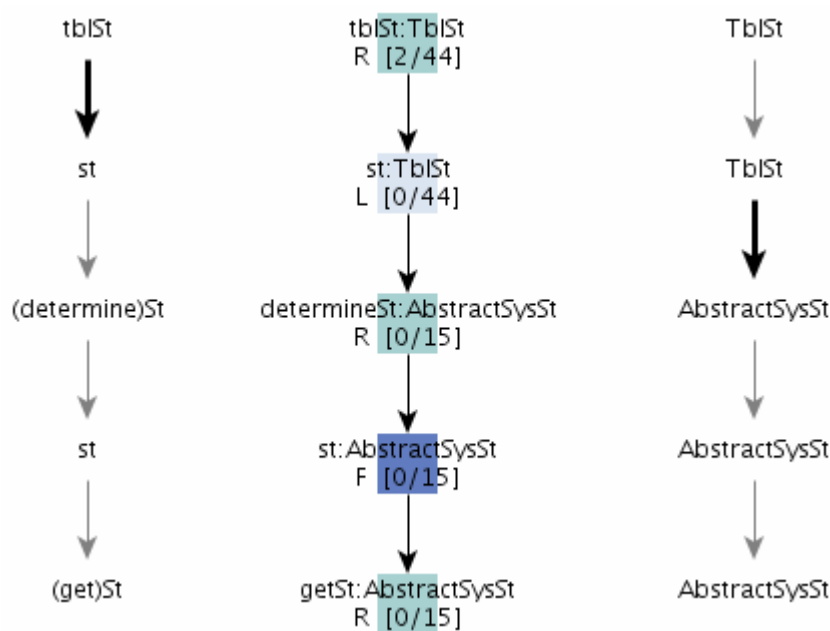 tblSt
tblSt:TblSt
R [2/44]
TblSt
st
st:TblSt
L [0/44]
TblSt
(determine)St
determineSt:AbstractSysSt
R [0/15]
AbstractSysSt
st
st:AbstractSysSt
F [0/15]
AbstractSysSt
(get)St
getSt:AbstractSysSt
R [0/15]
AbstractSysSt